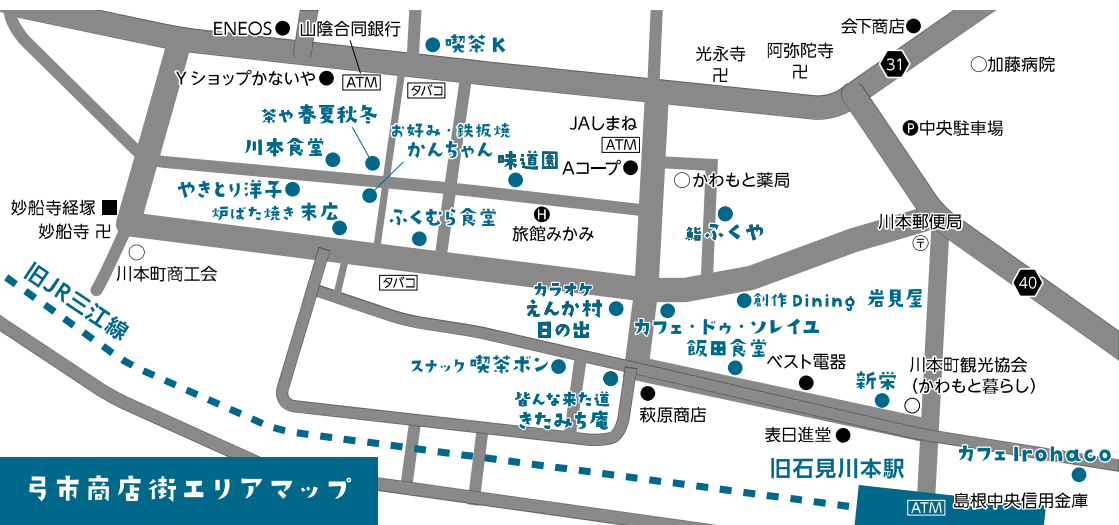 ENEOS
山陰合同銀行
喫茶 K
会下商店
光永寺
卍
阿弥陀寺
卍
31
加藤病院
Yショップかないや
ATM
タバコ
茶や 春夏秋冬
お好み・鉄板焼
かんちゃん
JAしまね
ATM
P 中央駐車場
川本食堂
味道園
Aコープ
やきとり洋子
かわもと薬局
妙船寺経塚
炉ばた焼き 末広
ふくむら食堂
H
旅館みかみ
鮨ふくや
川本郵便局
〒
妙船寺 卍
川本町商工会
旧JR三江線
タバコ
カラオケ
えんか村
日の出
創作Dining 岩見屋
40
カフェ・ドゥ・ソレイユ
飯田食堂
スナック 喫茶ボン
ベスト電器
川本町観光協会
(かわもと暮らし)
新栄
皆んな来た道
きたみち庵
萩原商店
表日進堂
カフェIrohaco
旧石見川本駅
弓市商店街エリアマップ
ATM
島根中央信用金庫